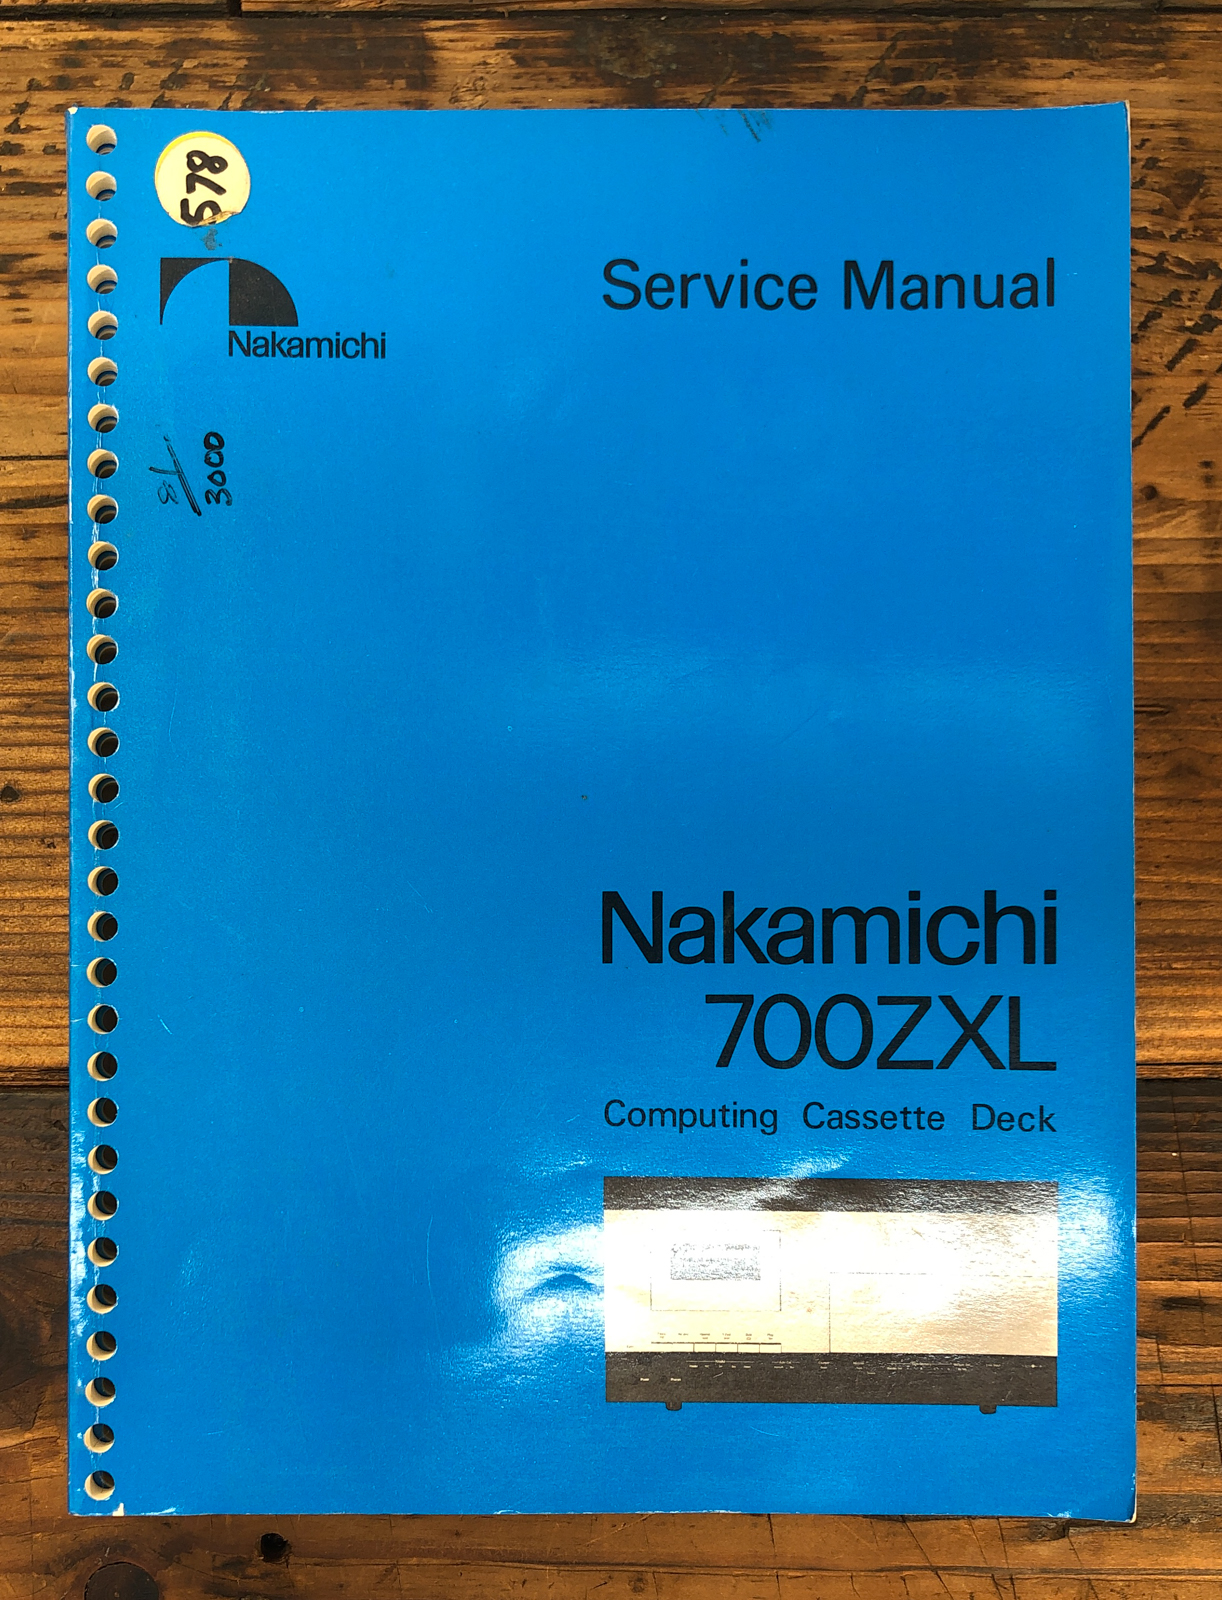 578
Nakamichi
Service Manual
3000
Nakamichi
700ZXL
Computing Cassette Deck